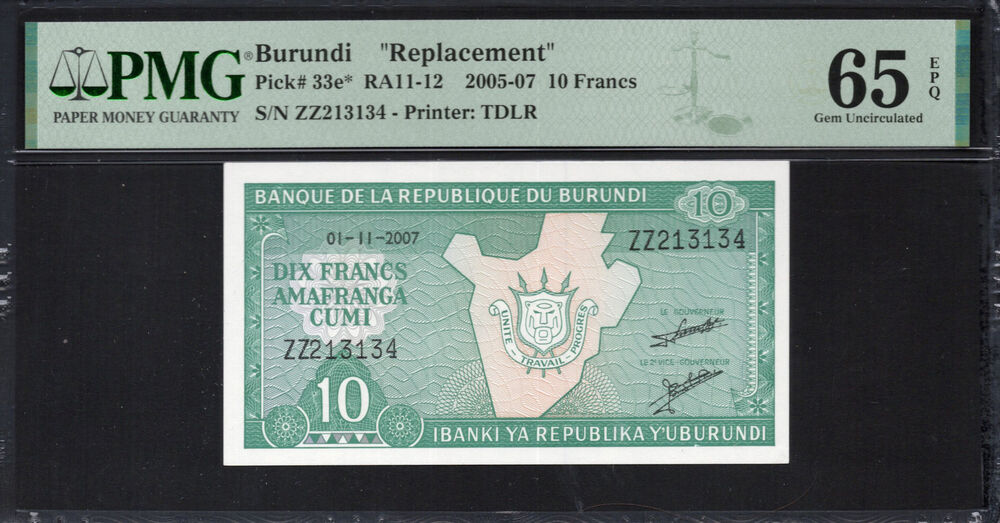 PMG®
PAPER MONEY GUARANTY
Burundi "Replacement"
Pick# 33e* RA11-12 2005-07 10 Francs
S/N ZZ213134 - Printer: TDLR
65 EPQ
Gem Uncirculated
BANQUE DE LA REPUBLIQUE DU BURUNDI
10
01-11-2007
ZZ213134
DIX FRANCS
AMAFRANGA
CUMI
UNITE - TRAVAIL - PROGRES
LE GOUVERNEUR
ZZ213134
LE 2e VICE-GOUVERNEUR
10
IBANKI YA REPUBLIKA Y'UBURUNDI